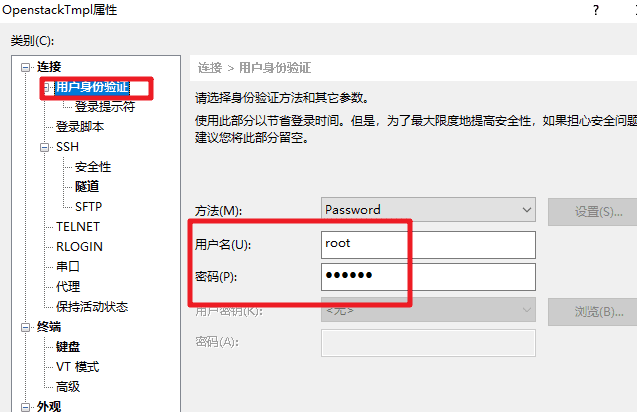 OpenstackTmpl属性
?
类别(C):
连接
用户身份验证
登录提示符
登录脚本
SSH
安全性
隧道
SFTP
TELNET
RLOGIN
串口
代理
保持活动状态
终端
键盘
VT 模式
高级
外观
连接 > 用户身份验证
请选择身份验证方法和其它参数。
使用此部分以节省登录时间。但是，为了最大限度地提高安全性，如果担心安全问题
建议您将此部分留空。
方法(M):
Password
设置(S)...
用户名(U):
root
密码(P):
●●●●●●
用户密钥(K):
<无>
浏览(B)...
密码(A):